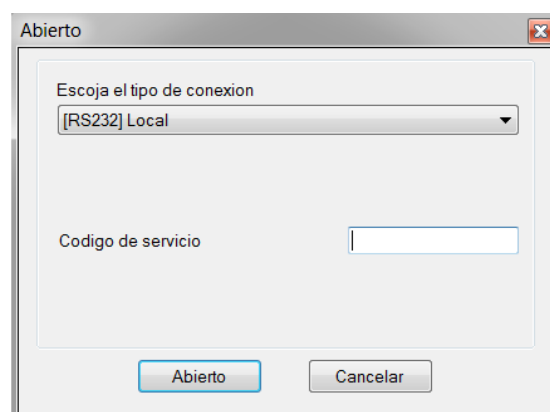 Abierto
Escoja el tipo de conexion
[RS232] Local
Codigo de servicio
Abierto Cancelar